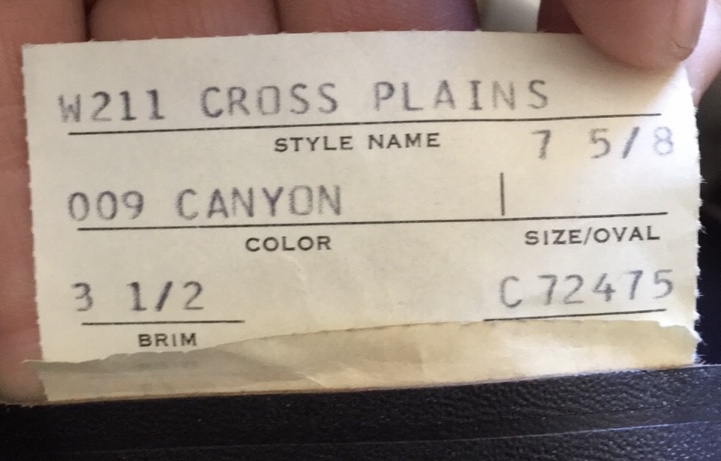 W211 CROSS PLAINS
STYLE NAME
7 5/8
009 CANYON
COLOR
SIZE/OVAL
3 1/2
C 72475
BRIM